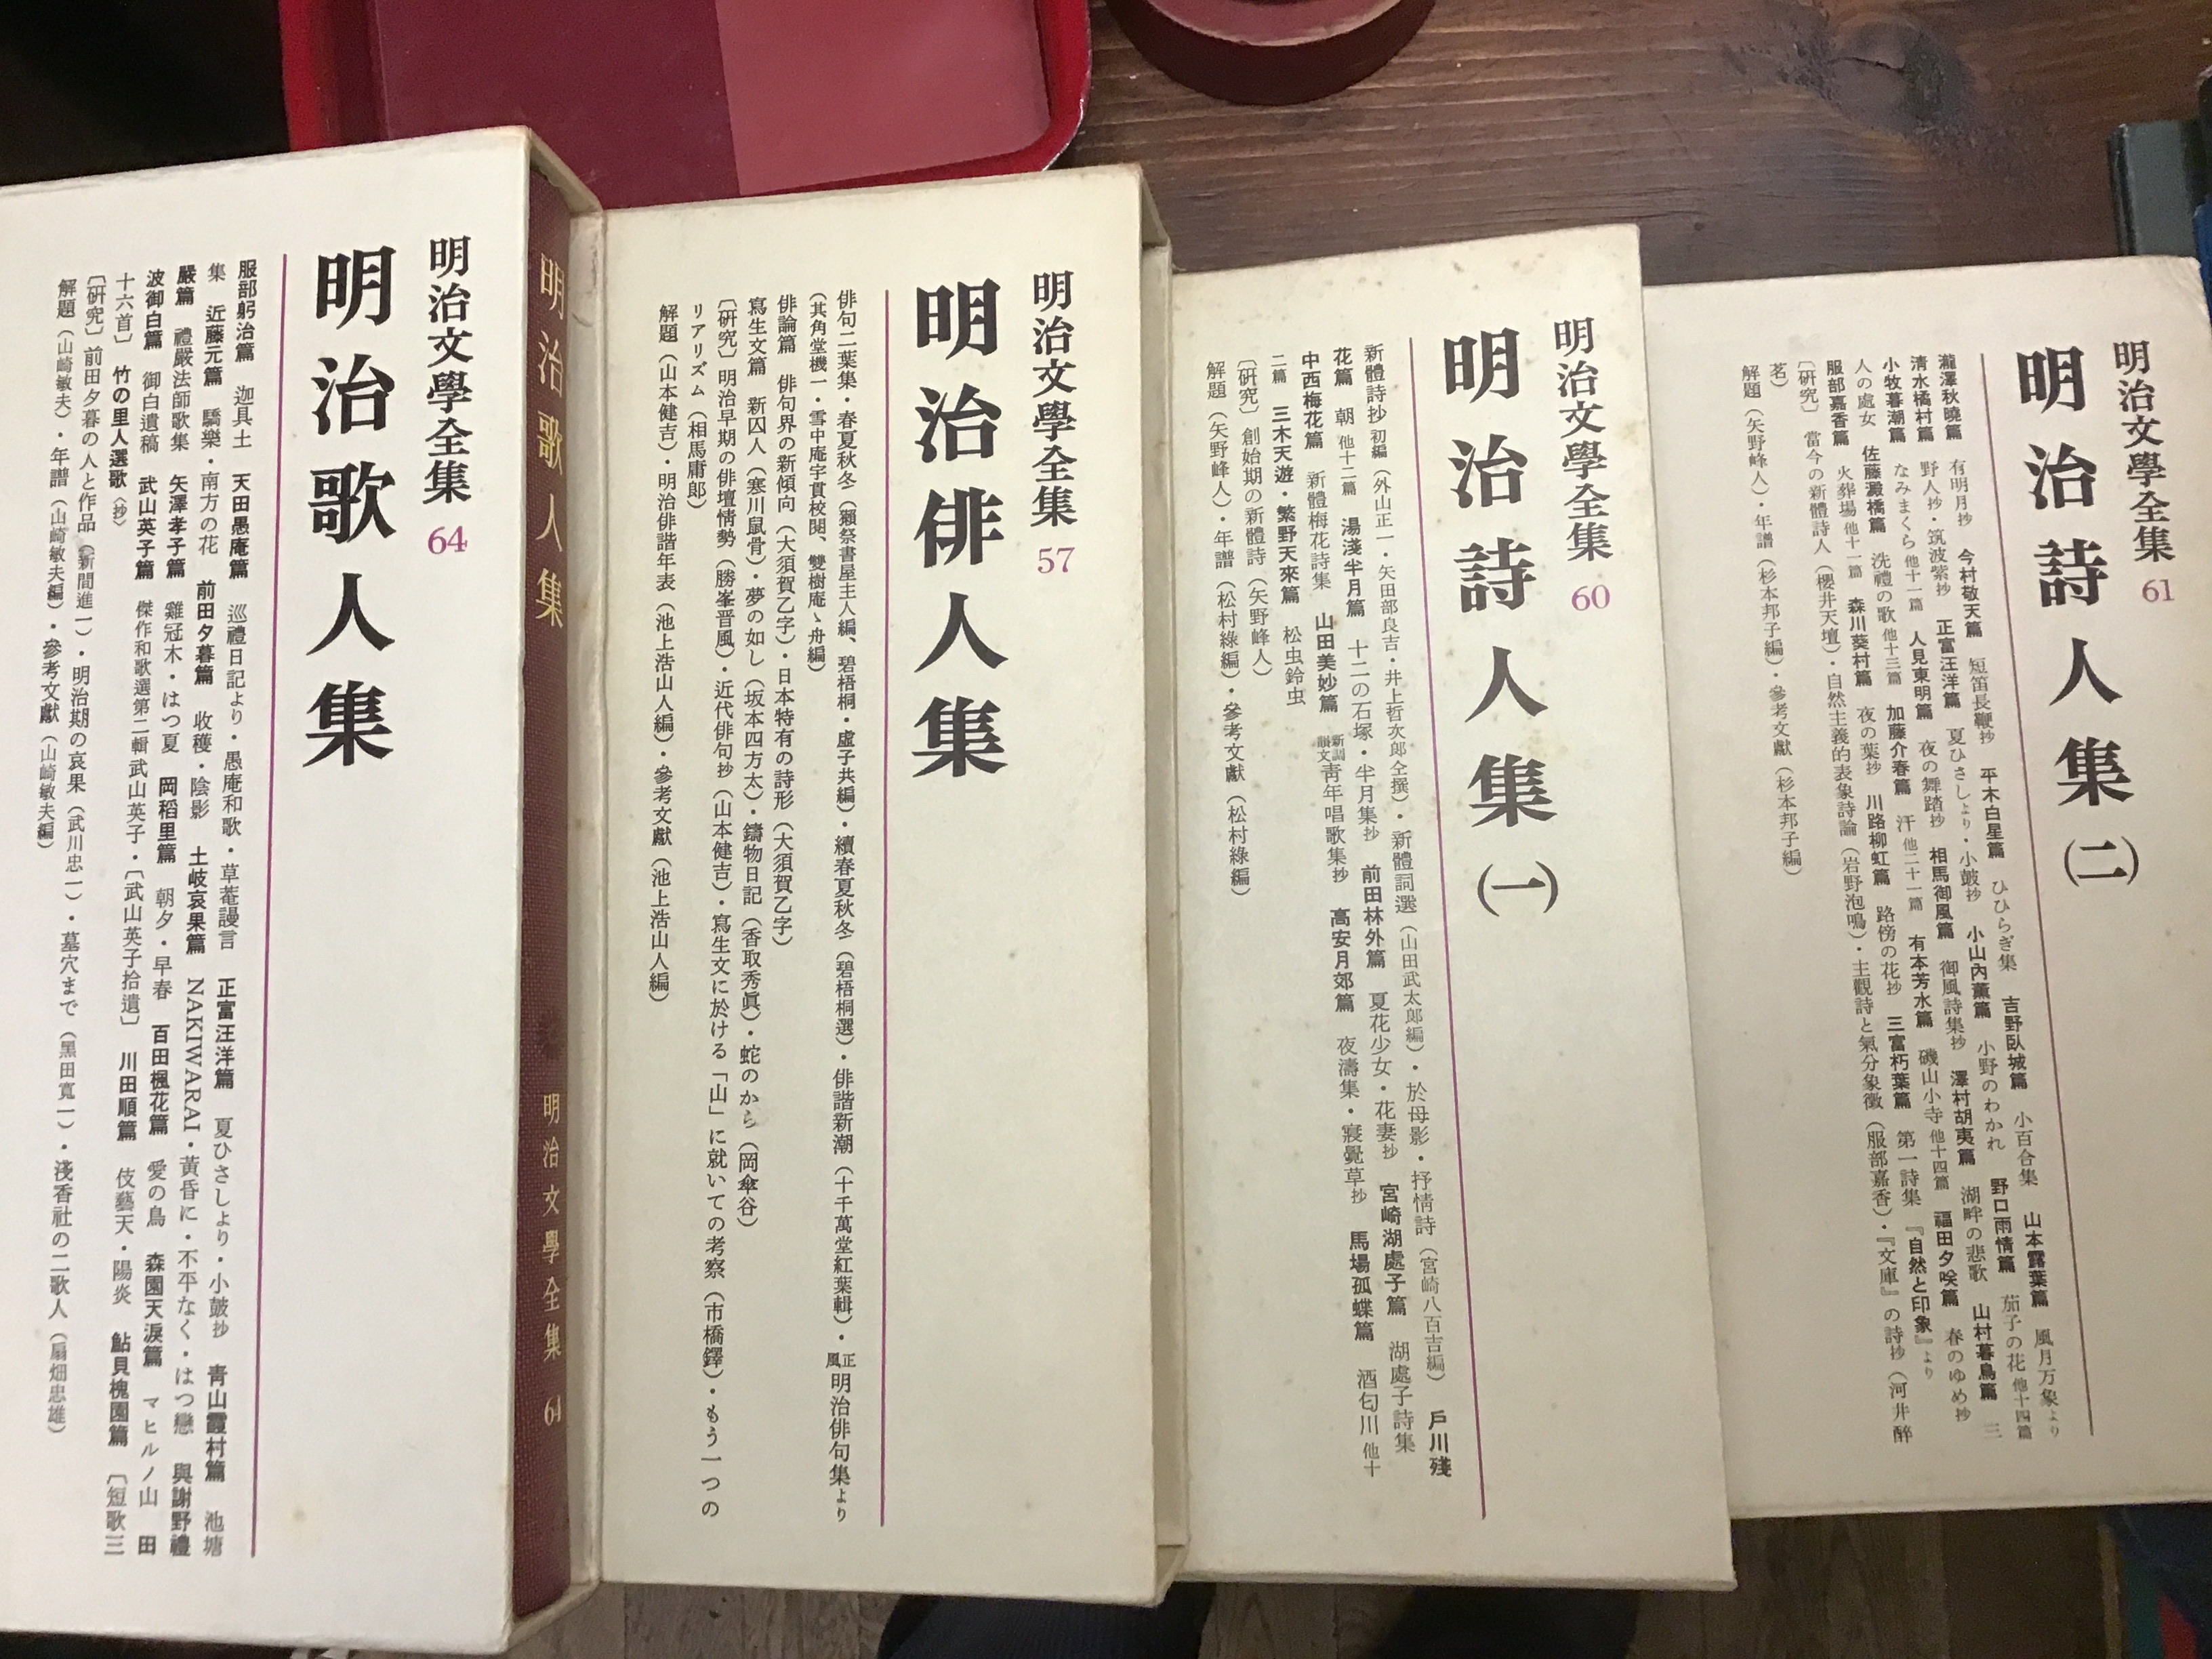 明治文學全集 61
明治詩人集(二)
山本露葉篇 風月万象より
吉野臥城篇 小百合集 野口雨情篇 茄子の花 他十四篇
平木白星篇 ひひらぎ集 小山內薰篇 小野のわかれ 山村暮鳥篇 三
今村敬天篇 短笛長鞭抄 正富汪洋篇 夏ひさしより・小皷抄 澤村胡夷篇 湖畔の悲歌
瀧澤秋曉篇 有明月抄 人見東明篇 夜の舞踏抄 相馬御風篇 御風詩集抄 福田夕咲篇 春のゆめ抄
清水橘村篇 野人抄・筑波紫抄 加藤介春篇 汗 他二十一篇 有本芳水篇 磯山小寺 他十四篇 『自然と印象』より
小牧暮潮篇 なみまくら 他十一篇 森川葵村篇 夜の葉抄 川路柳虹篇 路傍の花抄 三富朽葉篇 第一詩集 『文庫』の詩抄(河井醉
人の處女 佐藤澱橋篇 洗禮の歌 他十三篇
服部嘉香篇 火葬場 他十一篇
〔硏究〕 當今の新體詩人(櫻井天壇)・自然主義的表象詩論(岩野泡鳴)・主觀詩と氣分象徵(服部嘉香)・
茗)
解題(矢野峰人)・年譜(杉本邦子編)・參考文獻(杉本邦子編)
明治文學全集 60
明治詩人集(一)
新體詩抄 初編(外山正一・矢田部良吉・井上哲次郎仝撰)・新體詞選(山田武太郎編)・於母影・抒情詩(宮崎八百吉編) 戶川殘
花篇 朝 他十二篇 湯淺半月篇 十二の石塚・半月集抄 前田林外篇 夏花少女・花妻抄 宮崎湖處子篇 湖處子詩集
中西梅花篇 新體梅花詩集 山田美妙篇 新調韻文靑年唱歌集抄 高安月郊篇 夜濤集・寢覺草抄 馬場孤蝶篇 酒匂川 他十
二篇 三木天遊・繁野天來篇 松虫鈴虫
〔硏究〕 創始期の新體詩(矢野峰人)
解題(矢野峰人)・年譜(松村綠編)・參考文獻(松村綠編)
明治文學全集 57
明治俳人集
俳句二葉集・春夏秋冬(獺祭書屋主人編、碧梧桐・虛子共編)・續春夏秋冬(碧梧桐選)・俳諧新潮(十千萬堂紅葉輯)・正風明治俳句集より
(其角堂機一・雪中庵宇貫校閱、雙樹庵〻舟編)
俳論篇 俳句界の新傾向(大須賀乙字)・日本特有の詩形(大須賀乙字)
寫生文篇 新囚人(寒川鼠骨)・夢の如し(坂本四方太)・鑄物日記(香取秀眞)・蛇のから(岡傘谷)
〔硏究〕 明治早期の俳壇情勢(勝峯晋風)・近代俳句抄(山本健吉)・寫生文に於ける「山」に就いての考察(市橋鐸)・もう一つの
リアリズム(相馬庸郎)
解題(山本健吉)・明治俳諧年表(池上浩山人編)・參考文獻(池上浩山人編)
明治歌人集 明治文學全集 64
明治文學全集 64
明治歌人集
服部躬治篇 迦具土 天田愚庵篇 巡禮日記より・愚庵和歌・草菴謾言 正富汪洋篇 夏ひさしより・小皷抄 靑山霞村篇 池塘
集 近藤元篇 驕樂・南方の花 前田夕暮篇 收穫・陰影 土岐哀果篇 NAKIWARAI・黃昏に・不平なく・はつ戀 與謝野禮
嚴篇 禮嚴法師歌集 矢澤孝子篇 雞冠木・はつ夏 岡稻里篇 朝夕・早春 百田楓花篇 愛の鳥 森園天淚篇 マヒルノ山 田
波御白篇 御白遺稿 武山英子篇 傑作和歌選第二輯武山英子・〔武山英子拾遺〕 川田順篇 伎藝天・陽炎 鮎貝槐園篇 〔短歌三
十六首〕 竹の里人選歌〈抄〉
〔硏究〕 前田夕暮の人と作品(新間進一)・明治期の哀果(武川忠一)・墓穴まで(黑田寬一)・淺香社の二歌人(扇畑忠雄)
解題(山崎敏夫)・年譜(山崎敏夫編)・參考文獻(山崎敏夫編)